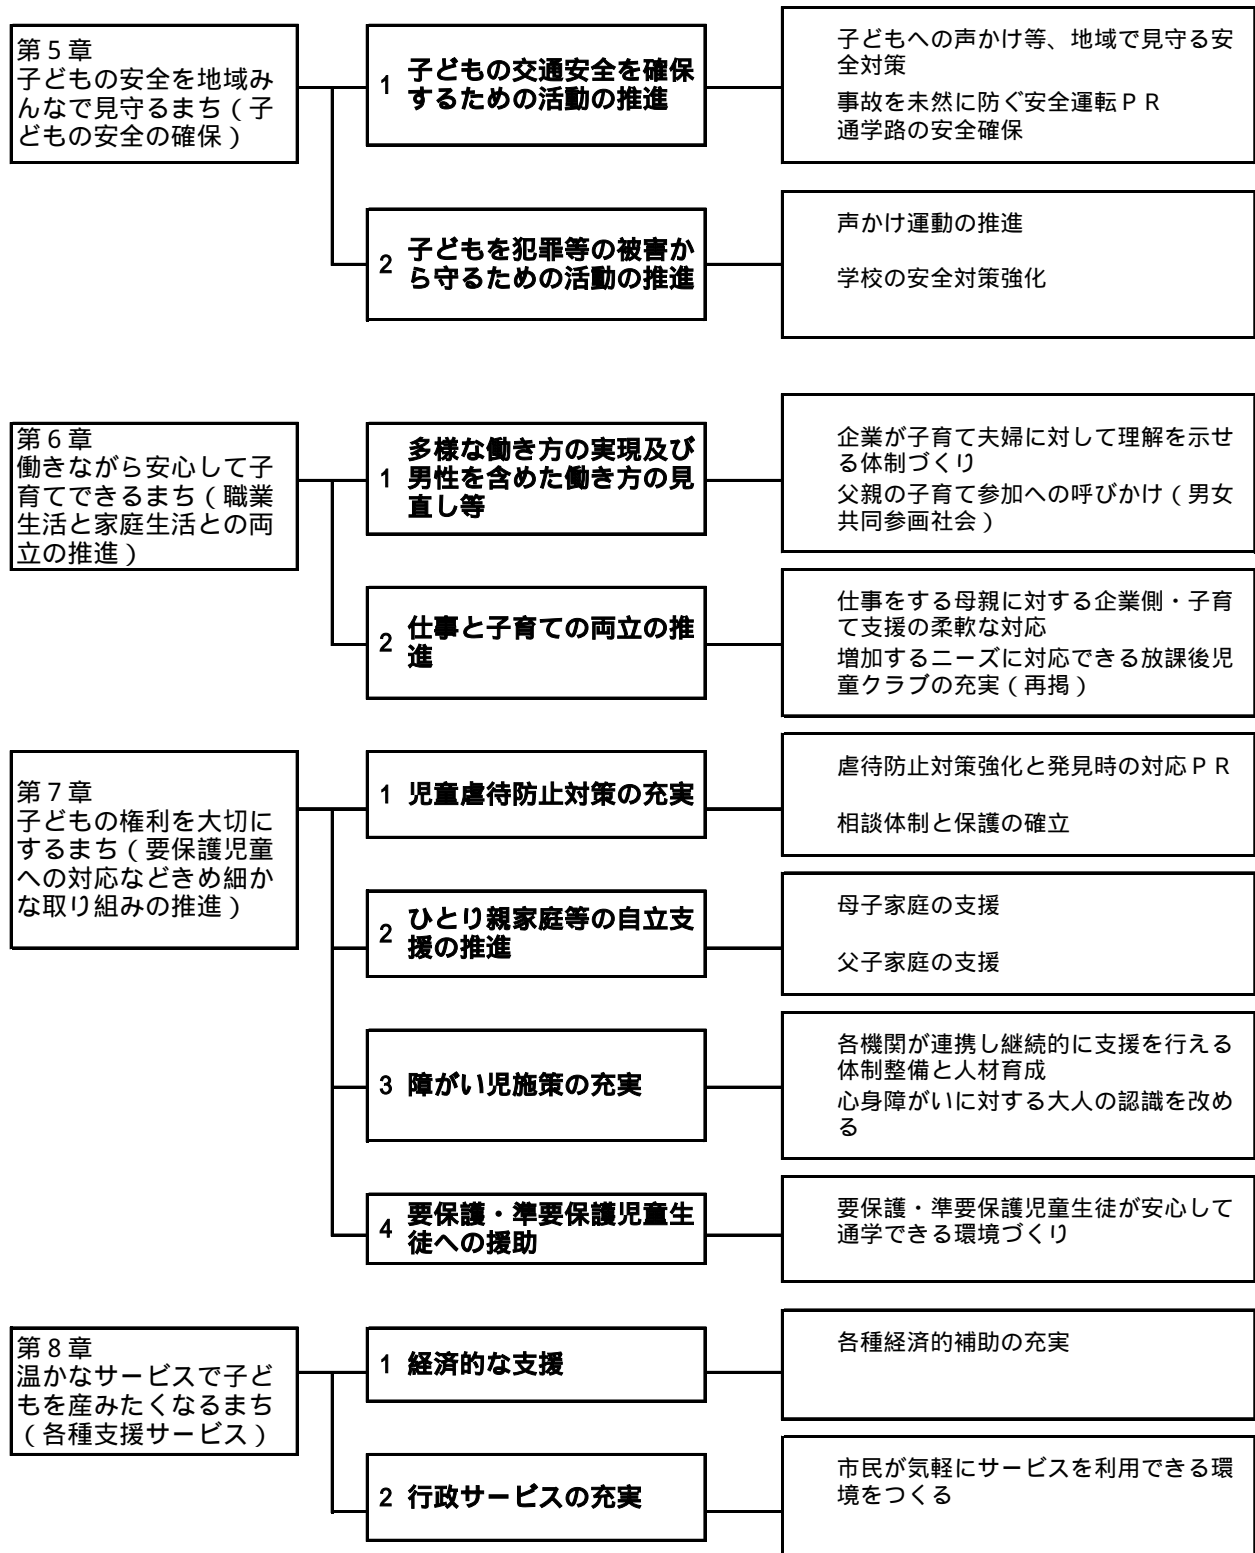 第５章
子どもの安全を地域み
んなで見守るまち（子
どもの安全の確保）
1 子どもの交通安全を確保
するための活動の推進
子どもへの声かけ等、地域で見守る安
全対策
事故を未然に防ぐ安全運転ＰＲ
通学路の安全確保
2 子どもを犯罪等の被害か
ら守るための活動の推進
声かけ運動の推進
学校の安全対策強化
第６章
働きながら安心して子
育てできるまち（職業
生活と家庭生活との両
立の推進）
1 多様な働き方の実現及び
男性を含めた働き方の見
直し等
企業が子育て夫婦に対して理解を示せ
る体制づくり
父親の子育て参加への呼びかけ（男女
共同参画社会）
2 仕事と子育ての両立の推
進
仕事をする母親に対する企業側・子育
て支援の柔軟な対応
増加するニーズに対応できる放課後児
童クラブの充実（再掲）
第７章
子どもの権利を大切に
するまち（要保護児童
への対応などきめ細か
な取り組みの推進）
1 児童虐待防止対策の充実
虐待防止対策強化と発見時の対応ＰＲ
相談体制と保護の確立
2 ひとり親家庭等の自立支
援の推進
母子家庭の支援
父子家庭の支援
3 障がい児施策の充実
各機関が連携し継続的に支援を行える
体制整備と人材育成
心身障がいに対する大人の認識を改め
る
4 要保護・準要保護児童生
徒への援助
要保護・準要保護児童生徒が安心して
通学できる環境づくり
第８章
温かなサービスで子ど
もを産みたくなるまち
（各種支援サービス）
1 経済的な支援
各種経済的補助の充実
2 行政サービスの充実
市民が気軽にサービスを利用できる環
境をつくる